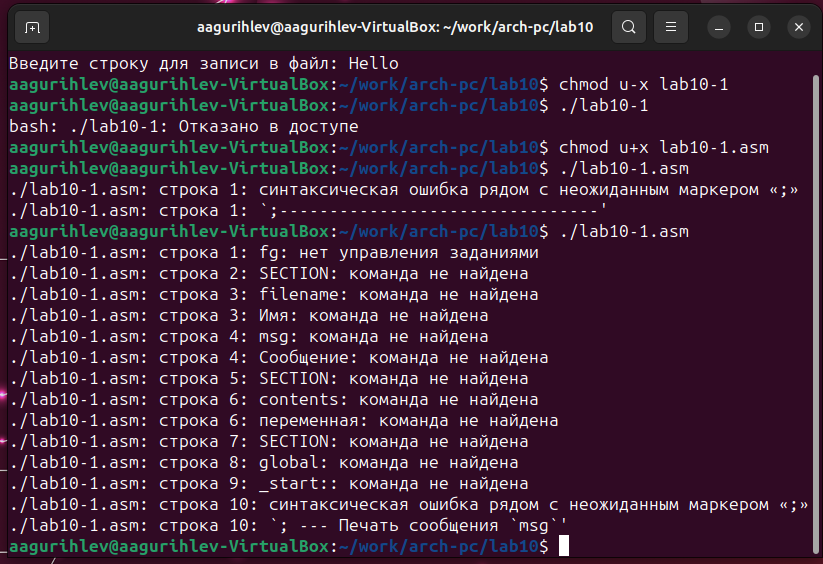 aagurihlev@aagurihlev-VirtualBox: ~/work/arch-pc/lab10
Введите строку для записи в файл: Hello
aagurihlev@aagurihlev-VirtualBox:~/work/arch-pc/lab10$ chmod u-x lab10-1
aagurihlev@aagurihlev-VirtualBox:~/work/arch-pc/lab10$ ./lab10-1
bash: ./lab10-1: Отказано в доступе
aagurihlev@aagurihlev-VirtualBox:~/work/arch-pc/lab10$ chmod u+x lab10-1.asm
aagurihlev@aagurihlev-VirtualBox:~/work/arch-pc/lab10$ ./lab10-1.asm
./lab10-1.asm: строка 1: синтаксическая ошибка рядом с неожиданным маркером «;»
./lab10-1.asm: строка 1: `;--------------------------------'
aagurihlev@aagurihlev-VirtualBox:~/work/arch-pc/lab10$ ./lab10-1.asm
./lab10-1.asm: строка 1: fg: нет управления заданиями
./lab10-1.asm: строка 2: SECTION: команда не найдена
./lab10-1.asm: строка 3: filename: команда не найдена
./lab10-1.asm: строка 3: Имя: команда не найдена
./lab10-1.asm: строка 4: msg: команда не найдена
./lab10-1.asm: строка 4: Сообщение: команда не найдена
./lab10-1.asm: строка 5: SECTION: команда не найдена
./lab10-1.asm: строка 6: contents: команда не найдена
./lab10-1.asm: строка 6: переменная: команда не найдена
./lab10-1.asm: строка 7: SECTION: команда не найдена
./lab10-1.asm: строка 8: global: команда не найдена
./lab10-1.asm: строка 9: _start:: команда не найдена
./lab10-1.asm: строка 10: синтаксическая ошибка рядом с неожиданным маркером «;»
./lab10-1.asm: строка 10: `; --- Печать сообщения `msg`'
aagurihlev@aagurihlev-VirtualBox:~/work/arch-pc/lab10$